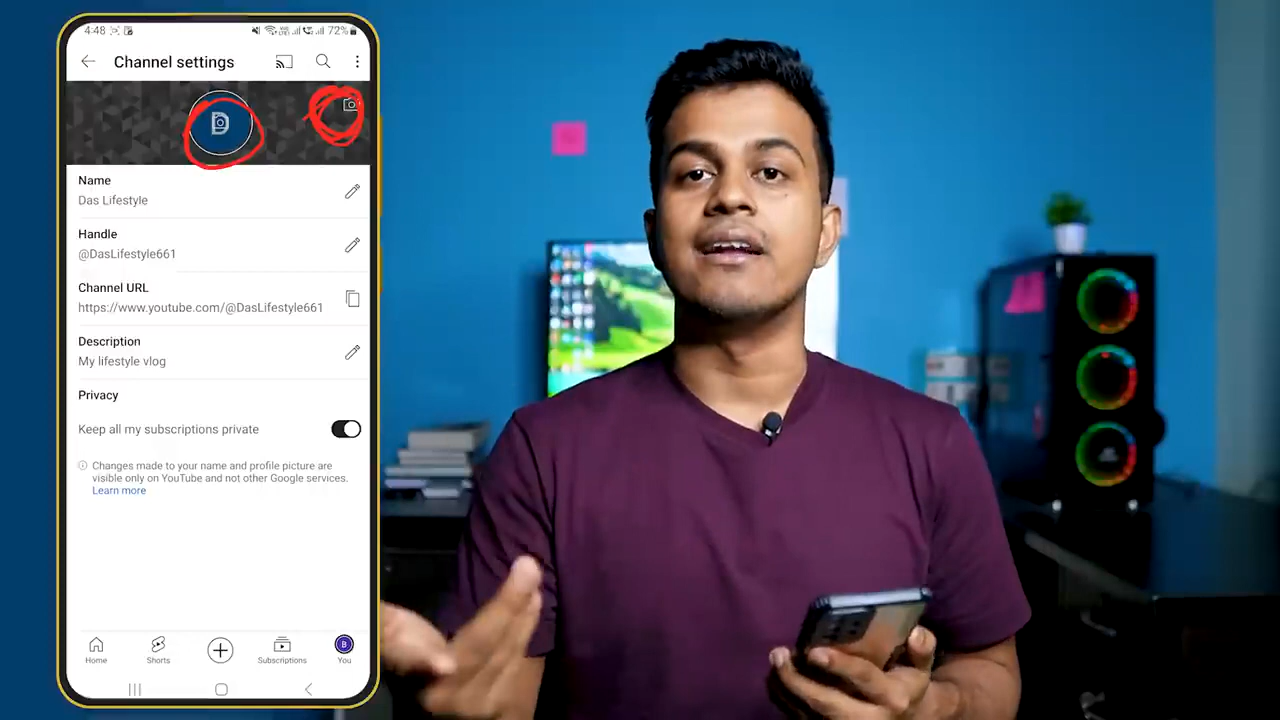 4:48 72%
Channel settings
D
Name
Das Lifestyle
Handle
@DasLifestyle661
Channel URL
https://www.youtube.com/@DasLifestyle661
Description
My lifestyle vlog
Privacy
Keep all my subscriptions private
Changes made to your name and profile picture are
visible only on YouTube and not other Google services.
Learn more
B
Home Shorts Subscriptions You